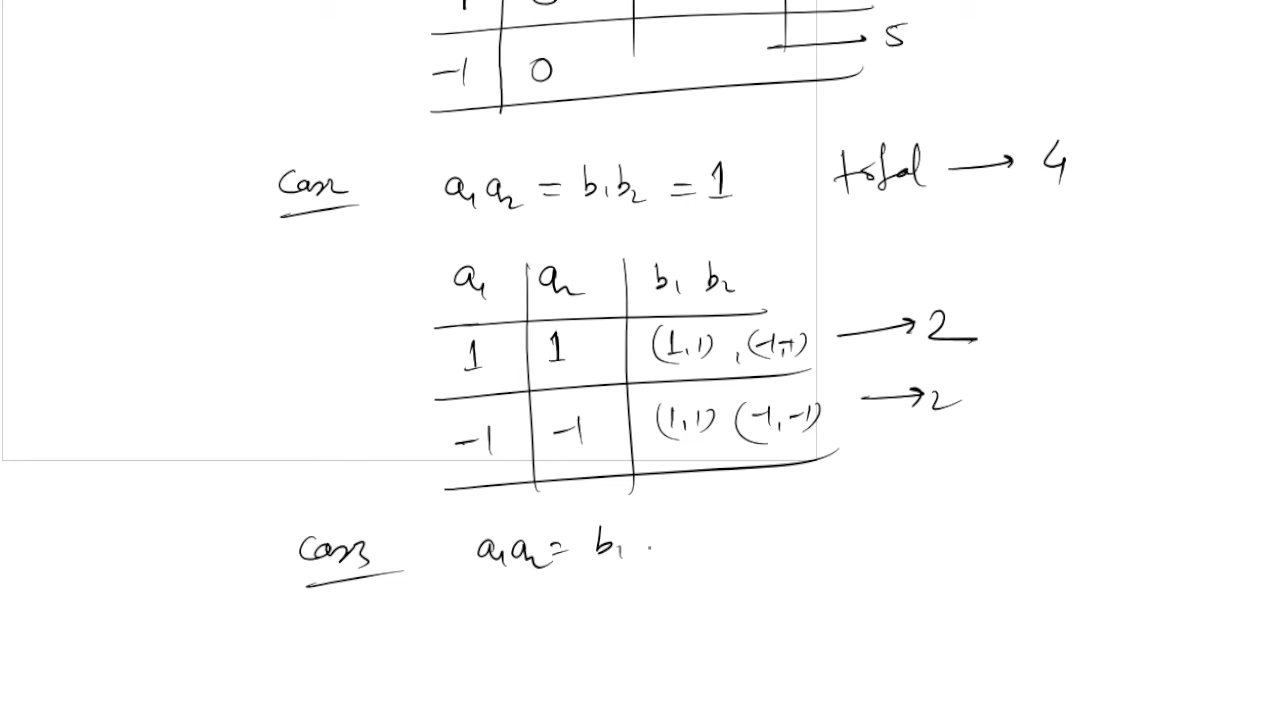 5
-1 0
Case a₁a₂ = b₁b₂ = 1 total → 4
a₁ a₂ b₁ b₂
1 1 (1,1) , (-1,-1) → 2
-1 -1 (1,1) (-1,-1) → 2
Case3 a₁a₂ = b₁ .